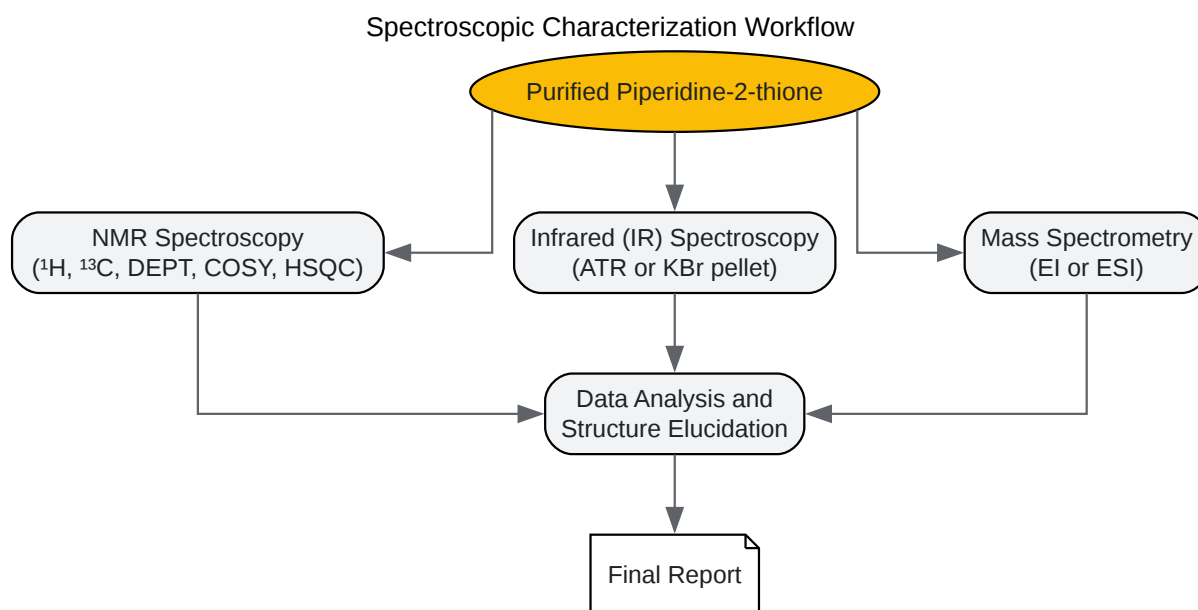 Spectroscopic Characterization Workflow
Purified Piperidine-2-thione
NMR Spectroscopy
(¹H, ¹³C, DEPT, COSY, HSQC)
Infrared (IR) Spectroscopy
(ATR or KBr pellet)
Mass Spectrometry
(EI or ESI)
Data Analysis and
Structure Elucidation
Final Report